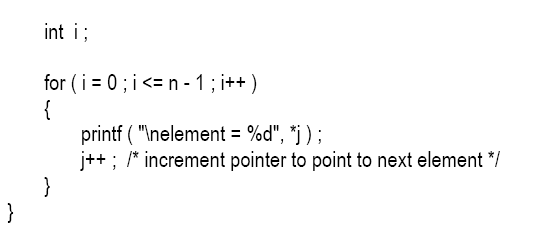 int i ;
for ( i = 0 ; i <= n - 1 ; i++ )
{
printf ( "\nelement = %d", *j ) ;
j++ ; /* increment pointer to point to next element */
}
}